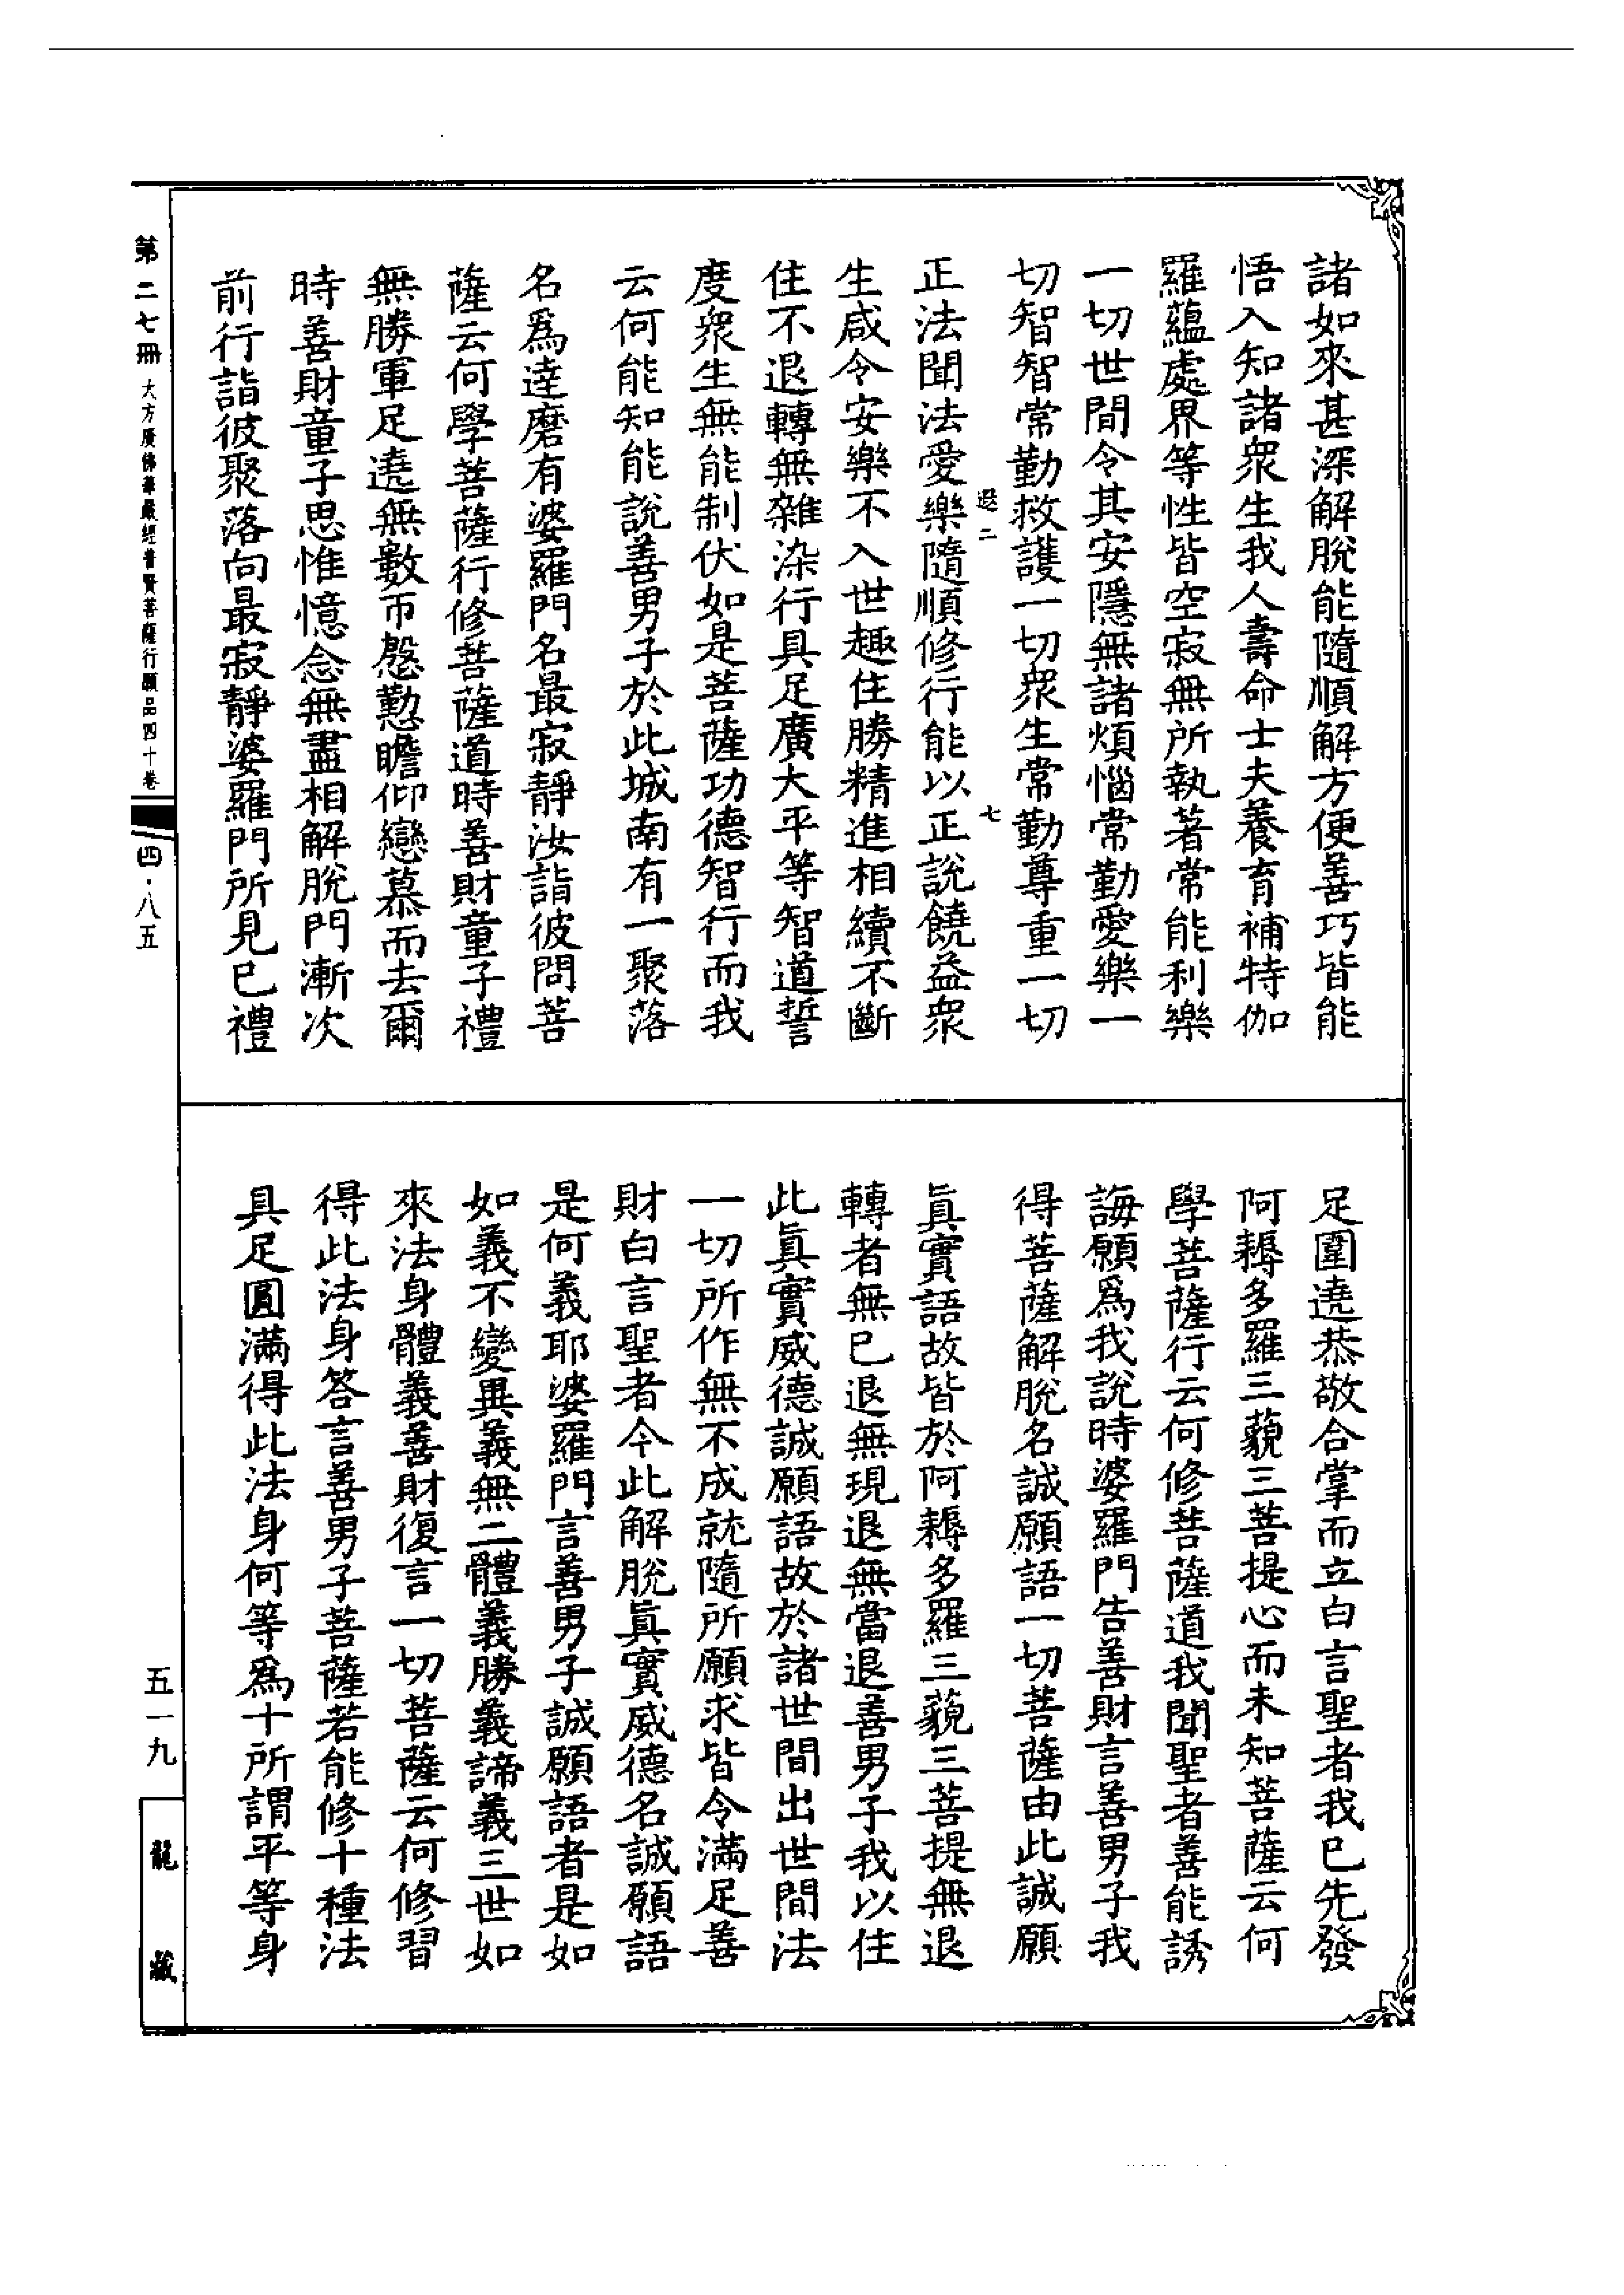 諸如來甚深解脫能隨順解方便善巧皆能
悟入知諸衆生我人壽命士夫養育補特伽
羅蘊處界等性皆空寂無所執著常能利樂
一切世間令其安隱無諸煩惱常勤愛樂一
切智智常勤救護一切衆生常勤尊重一切
退二 七
正法聞法愛樂隨順修行能以正說饒益衆
生咸令安樂不入世趣住勝精進相續不斷
住不退轉無雜染行具足廣大平等智道誓
度衆生無能制伏如是菩薩功德智行而我
云何能知能說善男子於此城南有一聚落
名爲達磨有婆羅門名最寂靜汝詣彼問菩
薩云何學菩薩行修菩薩道時善財童子禮
無勝軍足遶無數帀慇懃瞻仰戀慕而去爾
時善財童子思惟憶念無盡相解脫門漸次
前行詣彼聚落向最寂靜婆羅門所見已禮
足圍遶恭敬合掌而立白言聖者我已先發
阿耨多羅三藐三菩提心而未知菩薩云何
學菩薩行云何修菩薩道我聞聖者善能誘
誨願爲我說時婆羅門告善財言善男子我
得菩薩解脫名誠願語一切菩薩由此誠願
眞實語故皆於阿耨多羅三藐三菩提無退
轉者無已退無現退無當退善男子我以住
此眞實威德誠願語故於諸世間出世間法
一切所作無不成就隨所願求皆令滿足善
財白言聖者今此解脫眞實威德名誠願語
是何義耶婆羅門言善男子誠願語者是如
如義不變異義無二體義勝義諦義三世如
來法身體義善財復言一切菩薩云何修習
得此法身答言善男子菩薩若能修十種法
具足圓滿得此法身何等爲十所謂平等身
第二七冊 大方廣佛華嚴經普賢菩薩行願品四十卷
四·八五
五一九
龍藏